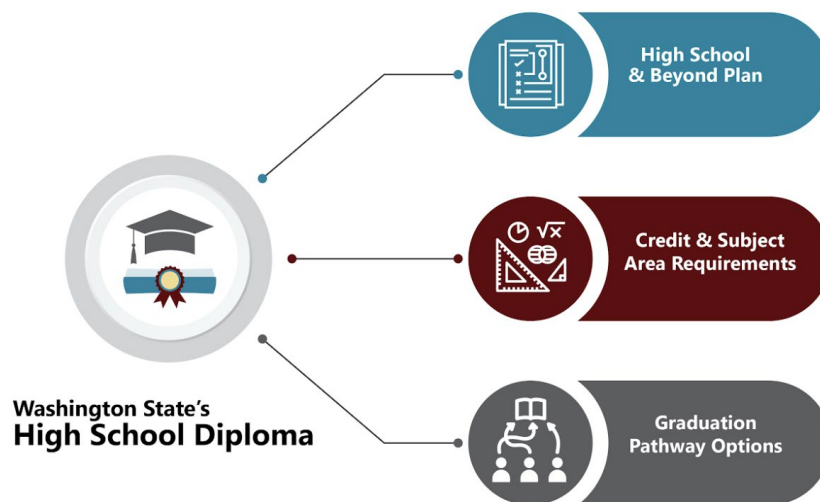 High School
& Beyond Plan
√x
Credit & Subject
Area Requirements
Washington State's
High School Diploma
Graduation
Pathway Options